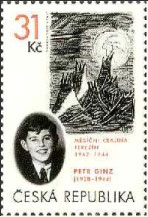 31
Kč
MĚSÍČNÍ KRAJINA
TEREZÍN
1942-1944
PETR GINZ
(1928-1944)
ČESKÁ REPUBLIKA